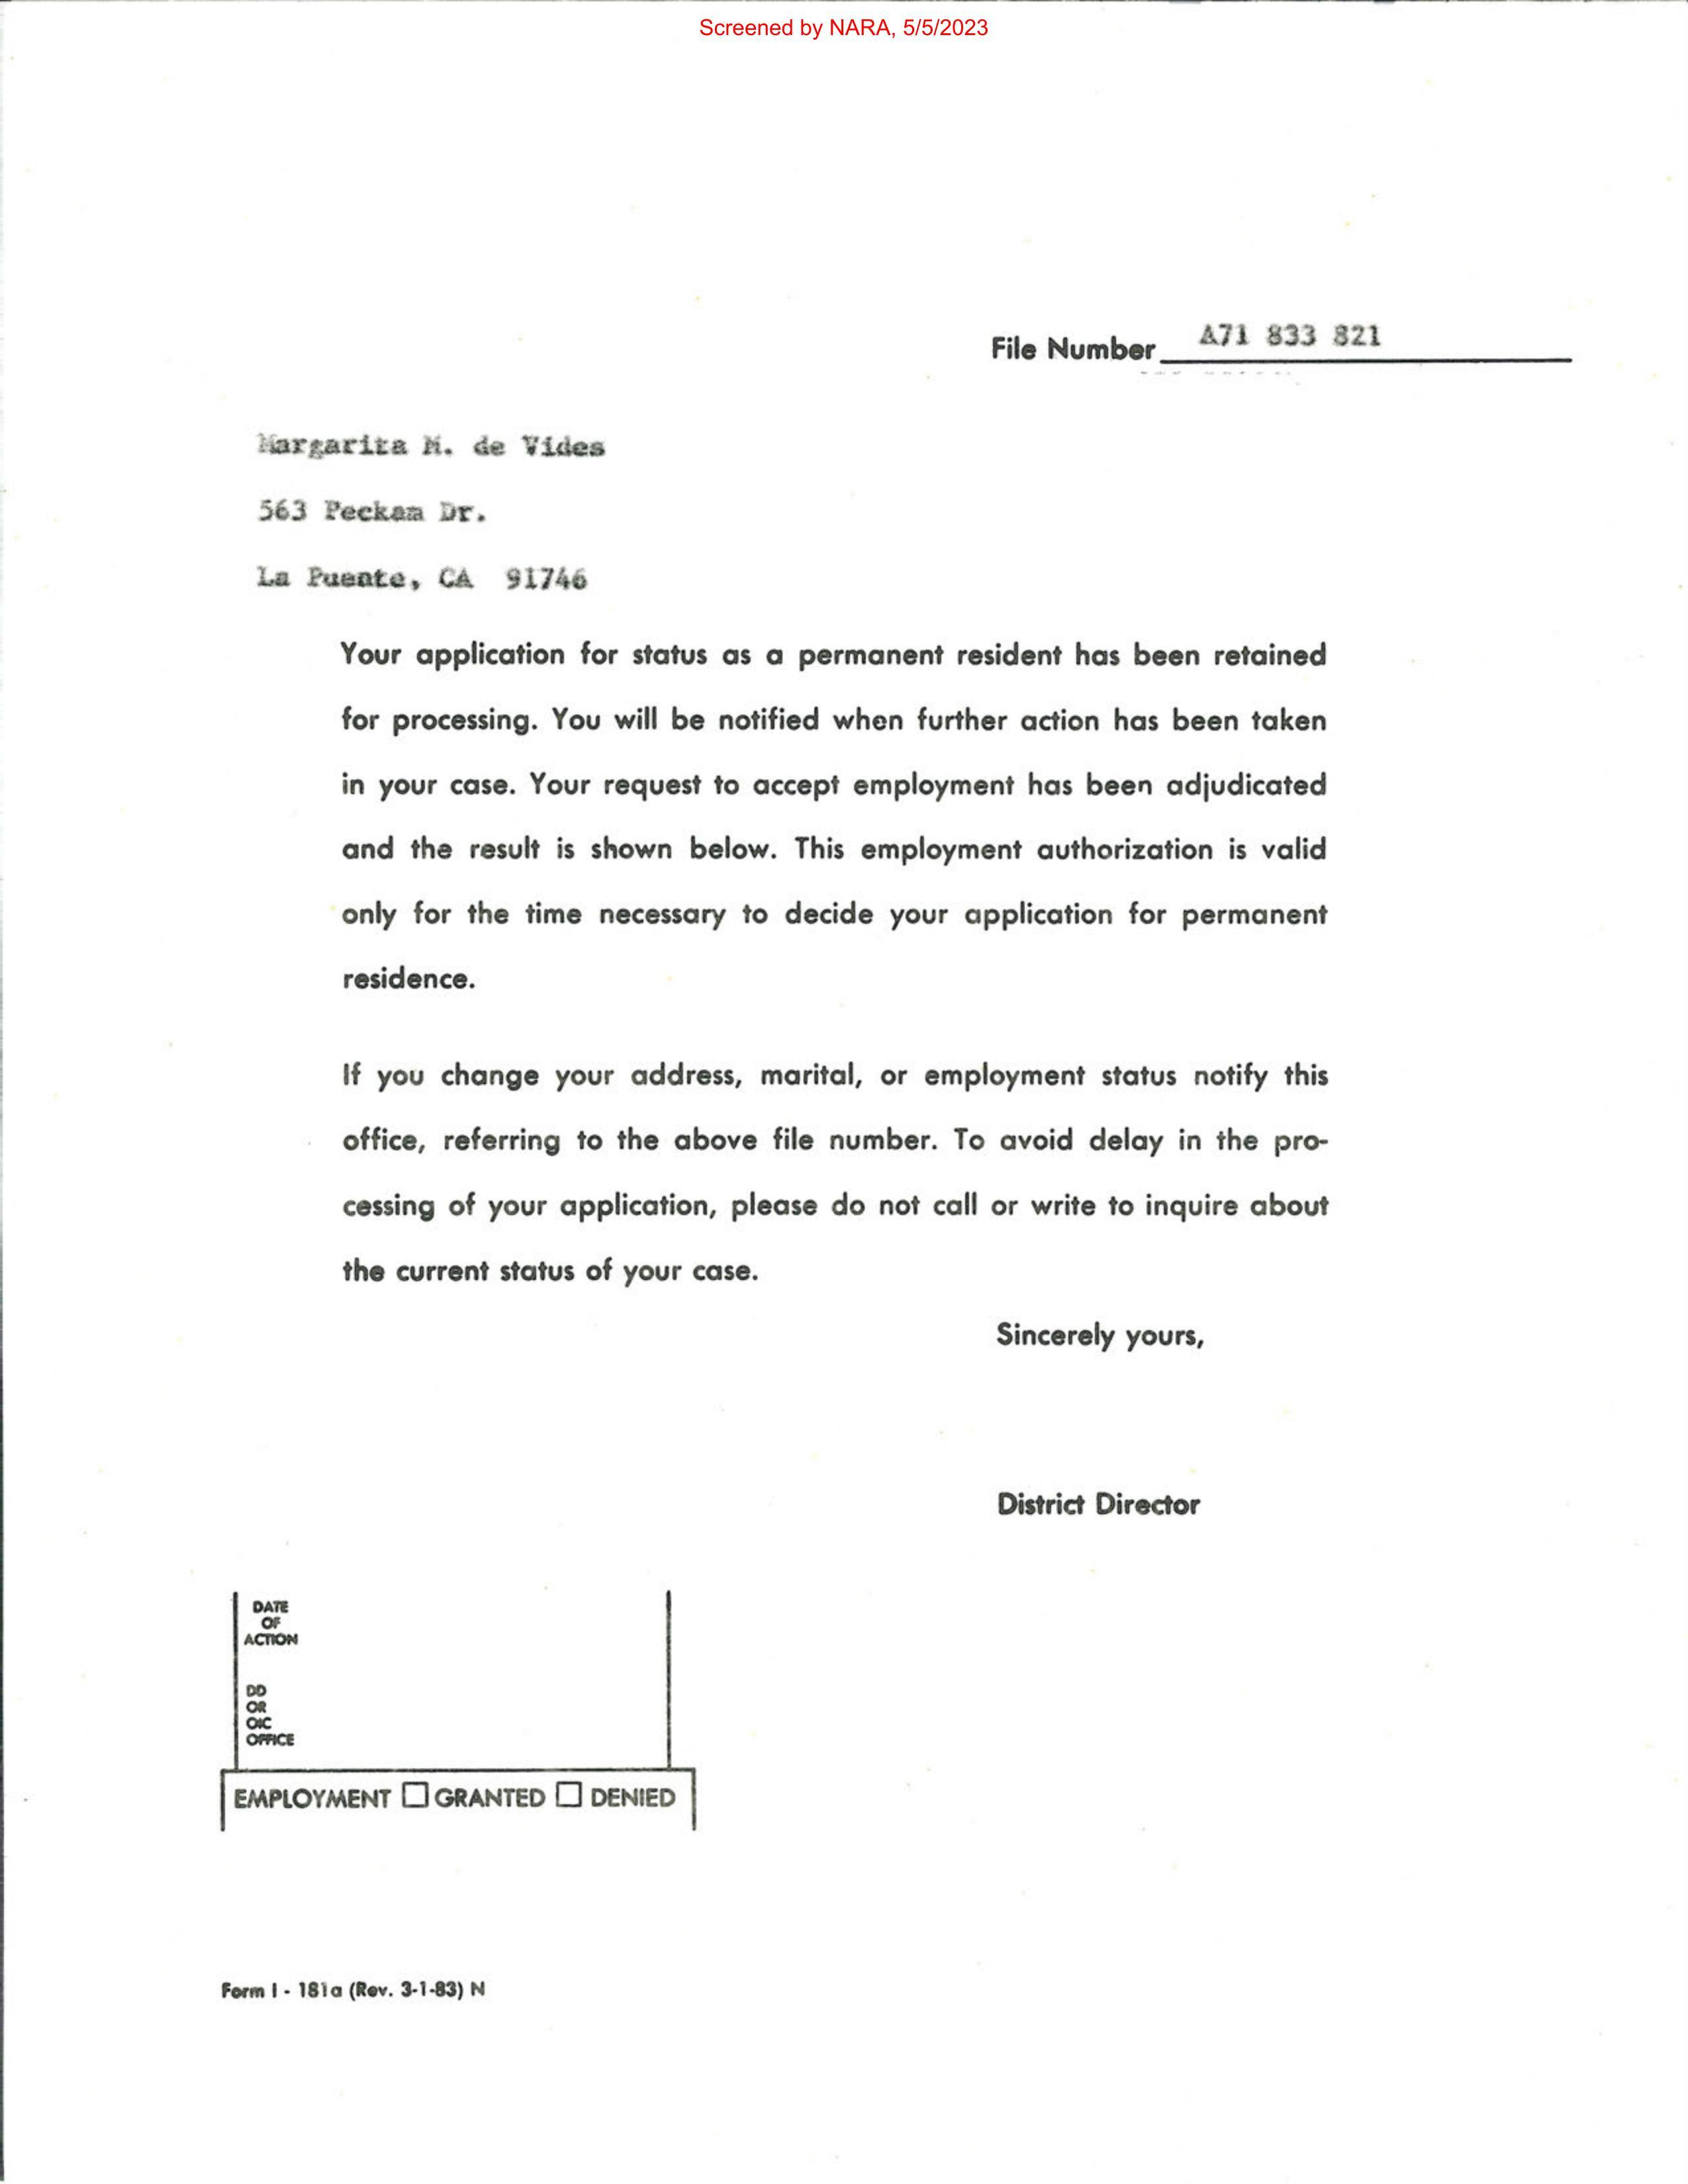 Screened by NARA, 5/5/2023
File Number A71 833 821
Margarita M. de Vides
563 Peckam Dr.
La Puente, CA 91746
Your application for status as a permanent resident has been retained
for processing. You will be notified when further action has been taken
in your case. Your request to accept employment has been adjudicated
and the result is shown below. This employment authorization is valid
only for the time necessary to decide your application for permanent
residence.
If you change your address, marital, or employment status notify this
office, referring to the above file number. To avoid delay in the pro-
cessing of your application, please do not call or write to inquire about
the current status of your case.
Sincerely yours,
District Director
DATE
OF
ACTION
DD
OR
OIC
OFFICE
EMPLOYMENT ☐ GRANTED ☐ DENIED
Form I - 181a (Rev. 3-1-83) N